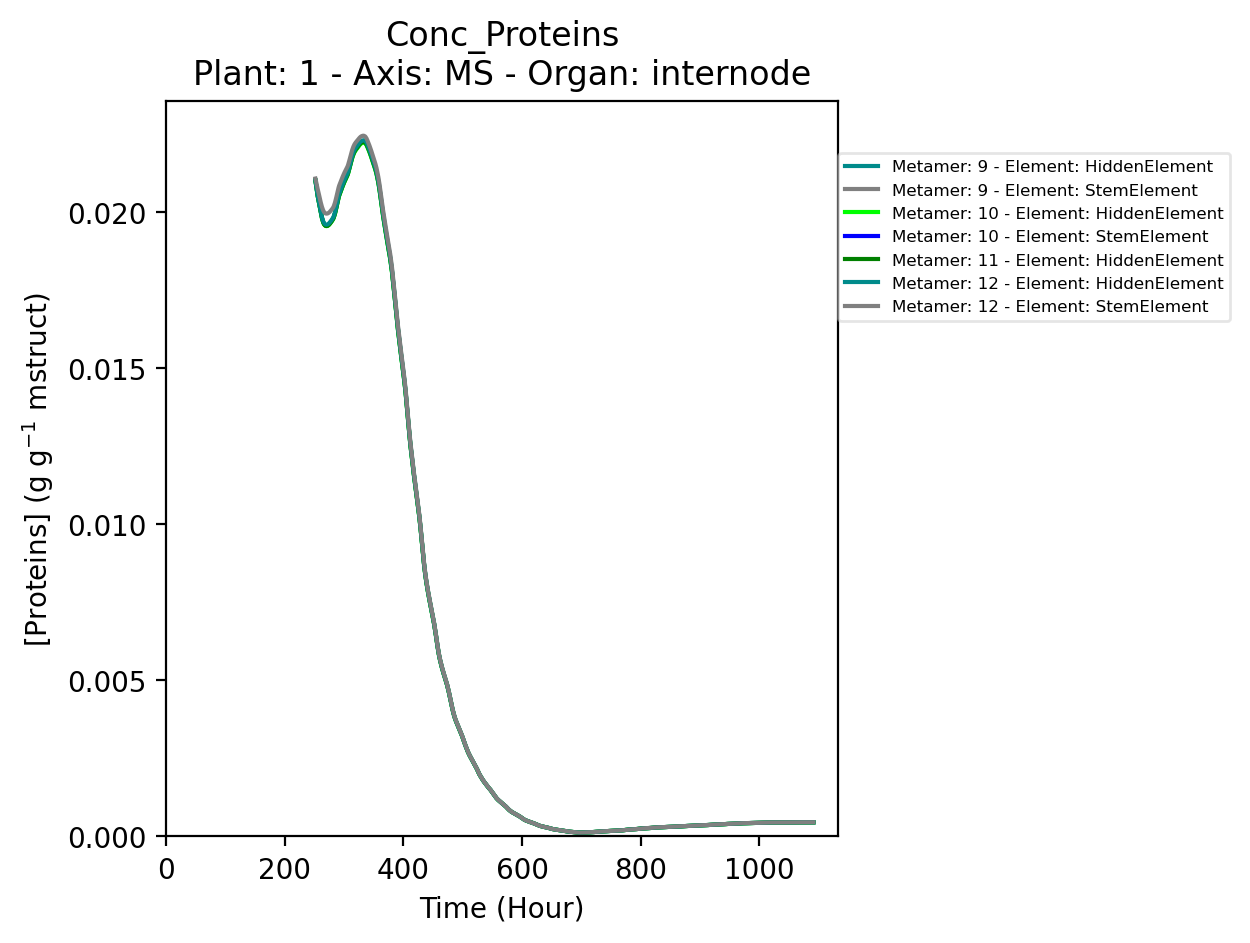 Conc_Proteins
Plant: 1 - Axis: MS - Organ: internode
[Proteins] (g g⁻¹ mstruct)
0.020
0.015
0.010
0.005
0.000
0 200 400 600 800 1000
Time (Hour)
Metamer: 9 - Element: HiddenElement
Metamer: 9 - Element: StemElement
Metamer: 10 - Element: HiddenElement
Metamer: 10 - Element: StemElement
Metamer: 11 - Element: HiddenElement
Metamer: 12 - Element: HiddenElement
Metamer: 12 - Element: StemElement